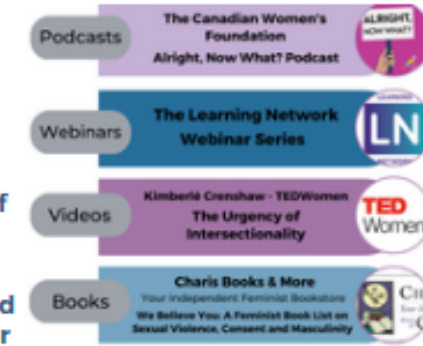 Podcasts
The Canadian Women's
Foundation
Alright, Now What? Podcast
ALRIGHT,
NOW WHAT?
Webinars
The Learning Network
Webinar Series
LN
f
Videos
Kimberlé Crenshaw - TEDWomen
The Urgency of
Intersectionality
TED
Women
d
r
Books
Charis Books & More
Your Independent Feminist Bookstore
We Believe You: A Feminist Book List on
Sexual Violence, Consent and Masculinity